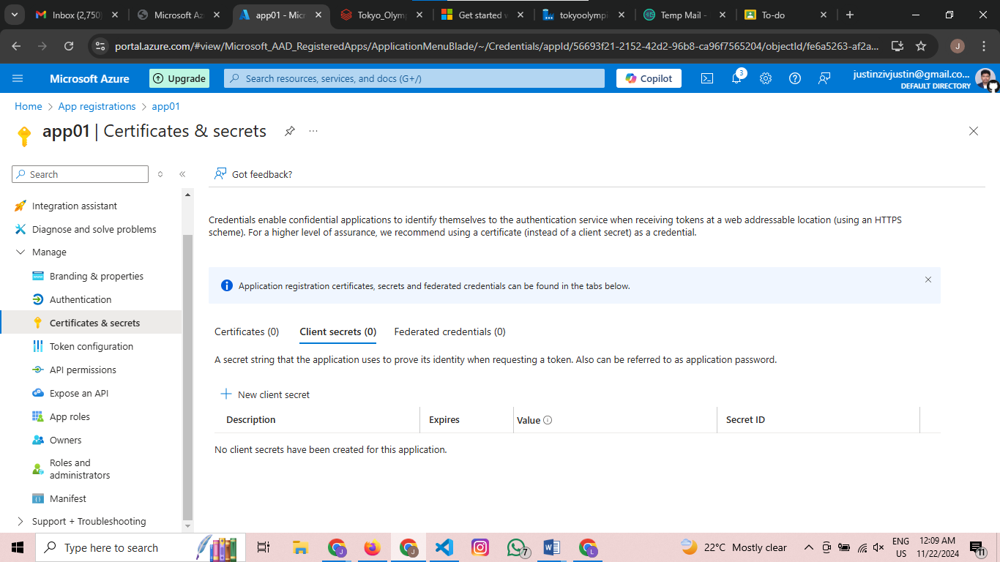 Inbox (2,750)
Microsoft Az
app01 - Micr
Tokyo_Olymp
Get started w
tokyoolympi
Temp Mail -
To-do
portal.azure.com/#view/Microsoft_AAD_RegisteredApps/ApplicationMenuBlade/~/Credentials/appId/56693f21-2152-42d2-96b8-ca96f7565204/objectId/fe6a5263-af2a...
J
Microsoft Azure
Upgrade
Search resources, services, and docs (G+/)
Copilot
3
justinzivjustin@gmail.co...
DEFAULT DIRECTORY
Home > App registrations > app01
app01 | Certificates & secrets
Search
Got feedback?
Integration assistant
Diagnose and solve problems
Manage
Branding & properties
Authentication
Certificates & secrets
Token configuration
API permissions
Expose an API
App roles
Owners
Roles and
administrators
Manifest
Support + Troubleshooting
Credentials enable confidential applications to identify themselves to the authentication service when receiving tokens at a web addressable location (using an HTTPS
scheme). For a higher level of assurance, we recommend using a certificate (instead of a client secret) as a credential.
Application registration certificates, secrets and federated credentials can be found in the tabs below.
Certificates (0) Client secrets (0) Federated credentials (0)
A secret string that the application uses to prove its identity when requesting a token. Also can be referred to as application password.
New client secret
Description Expires Value Secret ID
No client secrets have been created for this application.
Type here to search
7
22°C Mostly clear
ENG
US
12:09 AM
11/22/2024
11